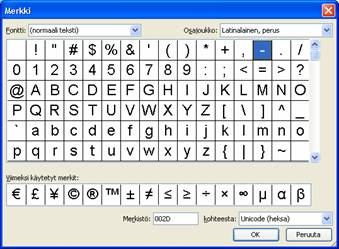 Merkki
Fontti: (normaali teksti) Osajoukko: Latinalainen, perus
! " # $ % & ' ( ) * + , - . /
0 1 2 3 4 5 6 7 8 9 : ; < = > ?
@ A B C D E F G H I J K L M N O
P Q R S T U V W X Y Z [ \ ] ^ _
` a b c d e f g h i j k l m n o
p q r s t u v w x y z { | } ~
Viimeksi käytetyt merkit:
€ £ ¥ © ® ™ ± ≠ ≤ ≥ ÷ × ∞ µ α β
Merkistö: 002D kohteesta: Unicode (heksa)
OK Peruuta